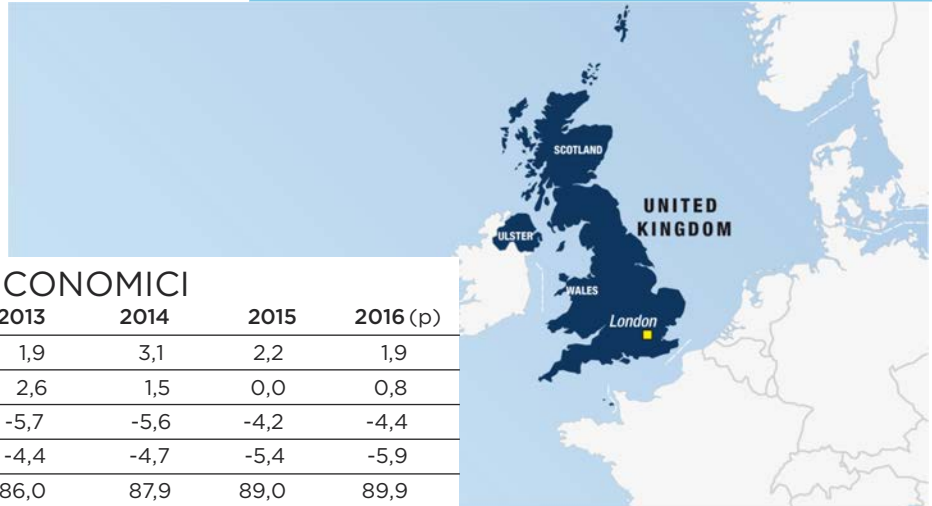 SCOTLAND
UNITED
KINGDOM
ULSTER
WALES
London
CONOMICI
2013 2014 2015 2016 (p)
1,9 3,1 2,2 1,9
2,6 1,5 0,0 0,8
-5,7 -5,6 -4,2 -4,4
-4,4 -4,7 -5,4 -5,9
86,0 87,9 89,0 89,9